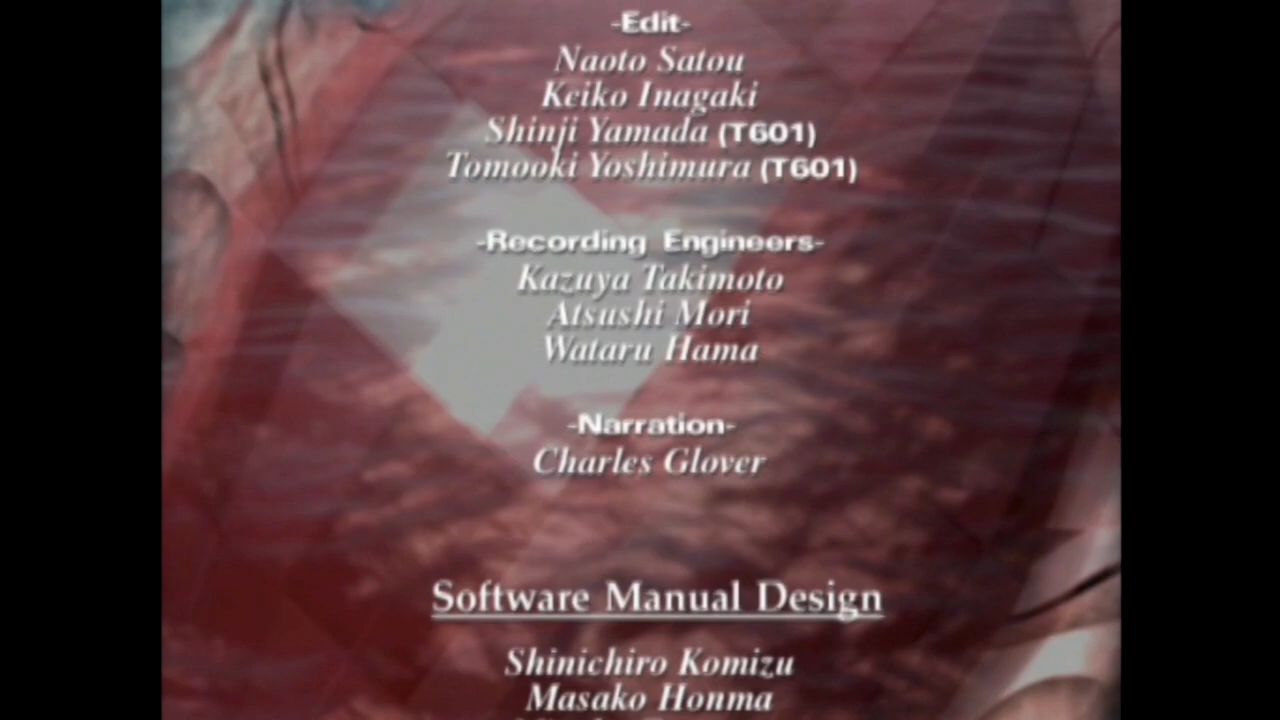 -Edit-
Naoto Satou
Keiko Inagaki
Shinji Yamada (T601)
Tomooki Yoshimura (T601)
-Recording Engineers-
Kazuya Takimoto
Atsushi Mori
Wataru Hama
-Narration-
Charles Glover
Software Manual Design
Shinichiro Komizu
Masako Honma